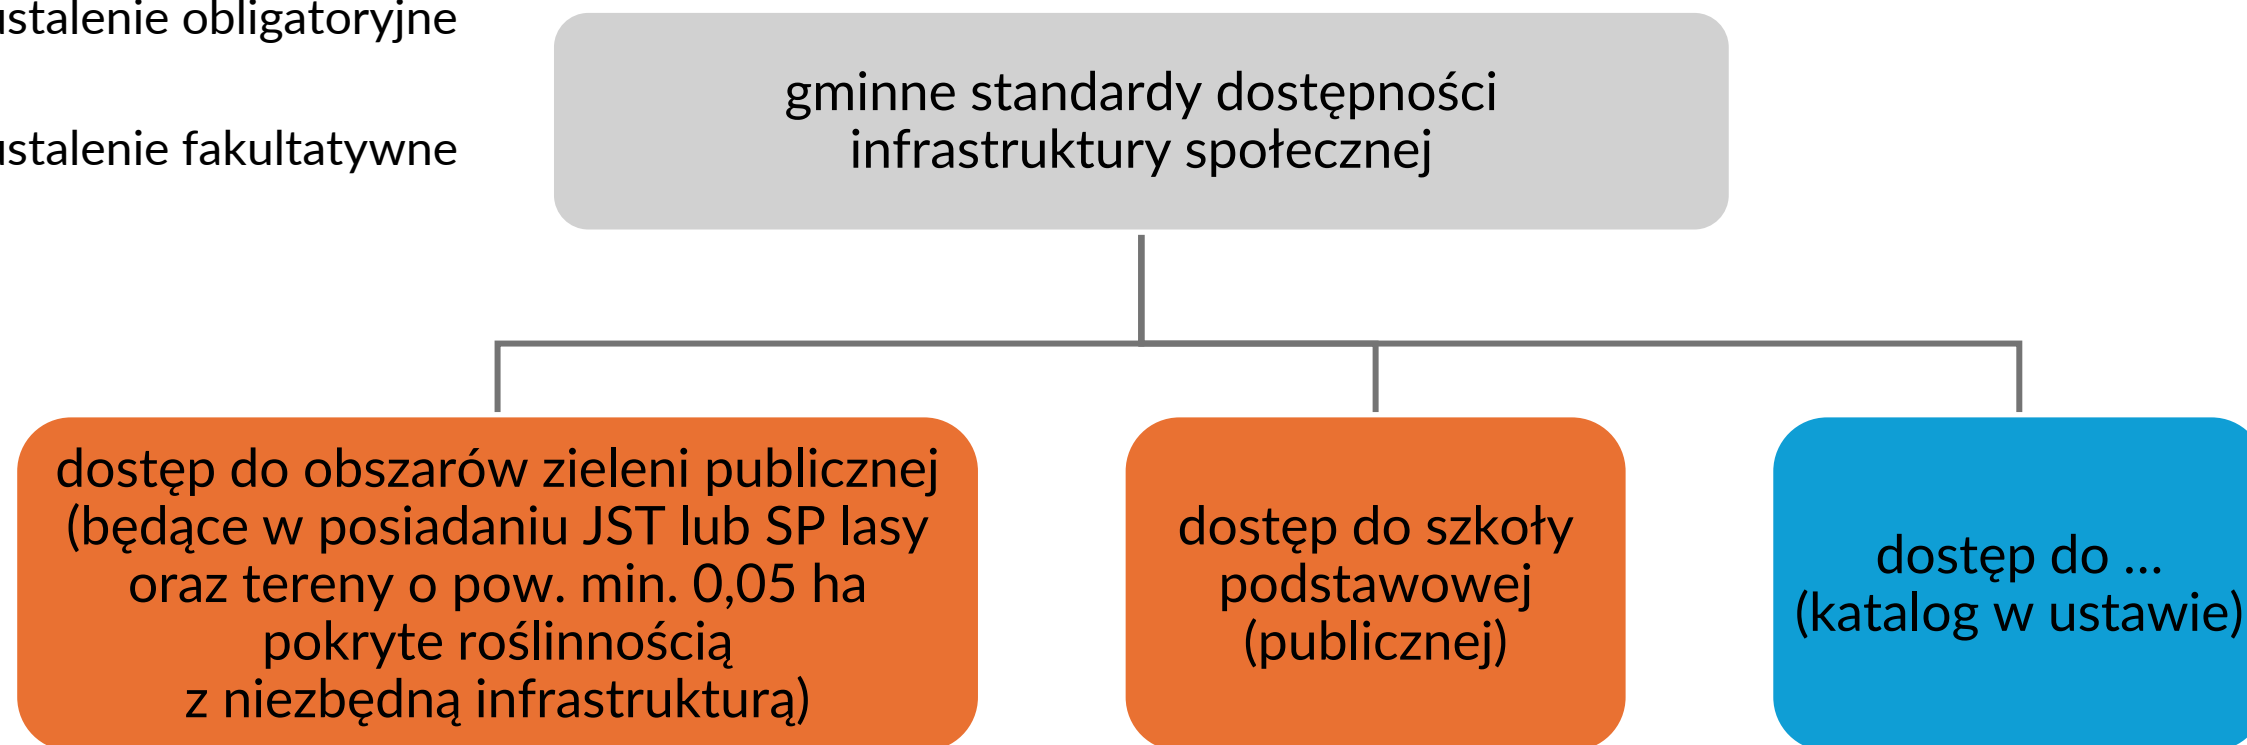 ustalenie obligatoryjne
ustalenie fakultatywne
gminne standardy dostępności
infrastruktury społecznej
dostęp do obszarów zieleni publicznej
(będące w posiadaniu JST lub SP lasy
oraz tereny o pow. min. 0,05 ha
pokryte roślinnością
z niezbędną infrastrukturą)
dostęp do szkoły
podstawowej
(publicznej)
dostęp do ...
(katalog w ustawie)